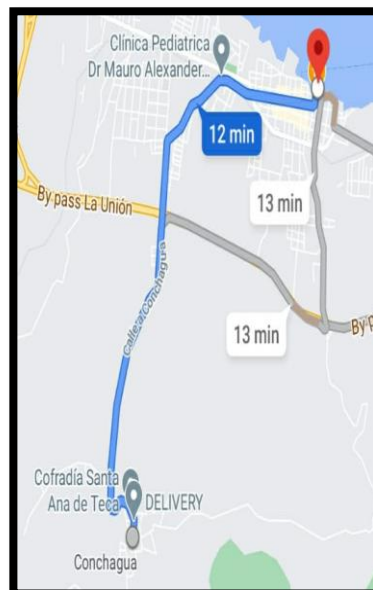 Clínica Pediatrica
Dr Mauro Alexander...
12 min
By pass La Unión
13 min
Calle a Conchagua
13 min
By p
Cofradía Santa
Ana de Teca
DELIVERY
Conchagua